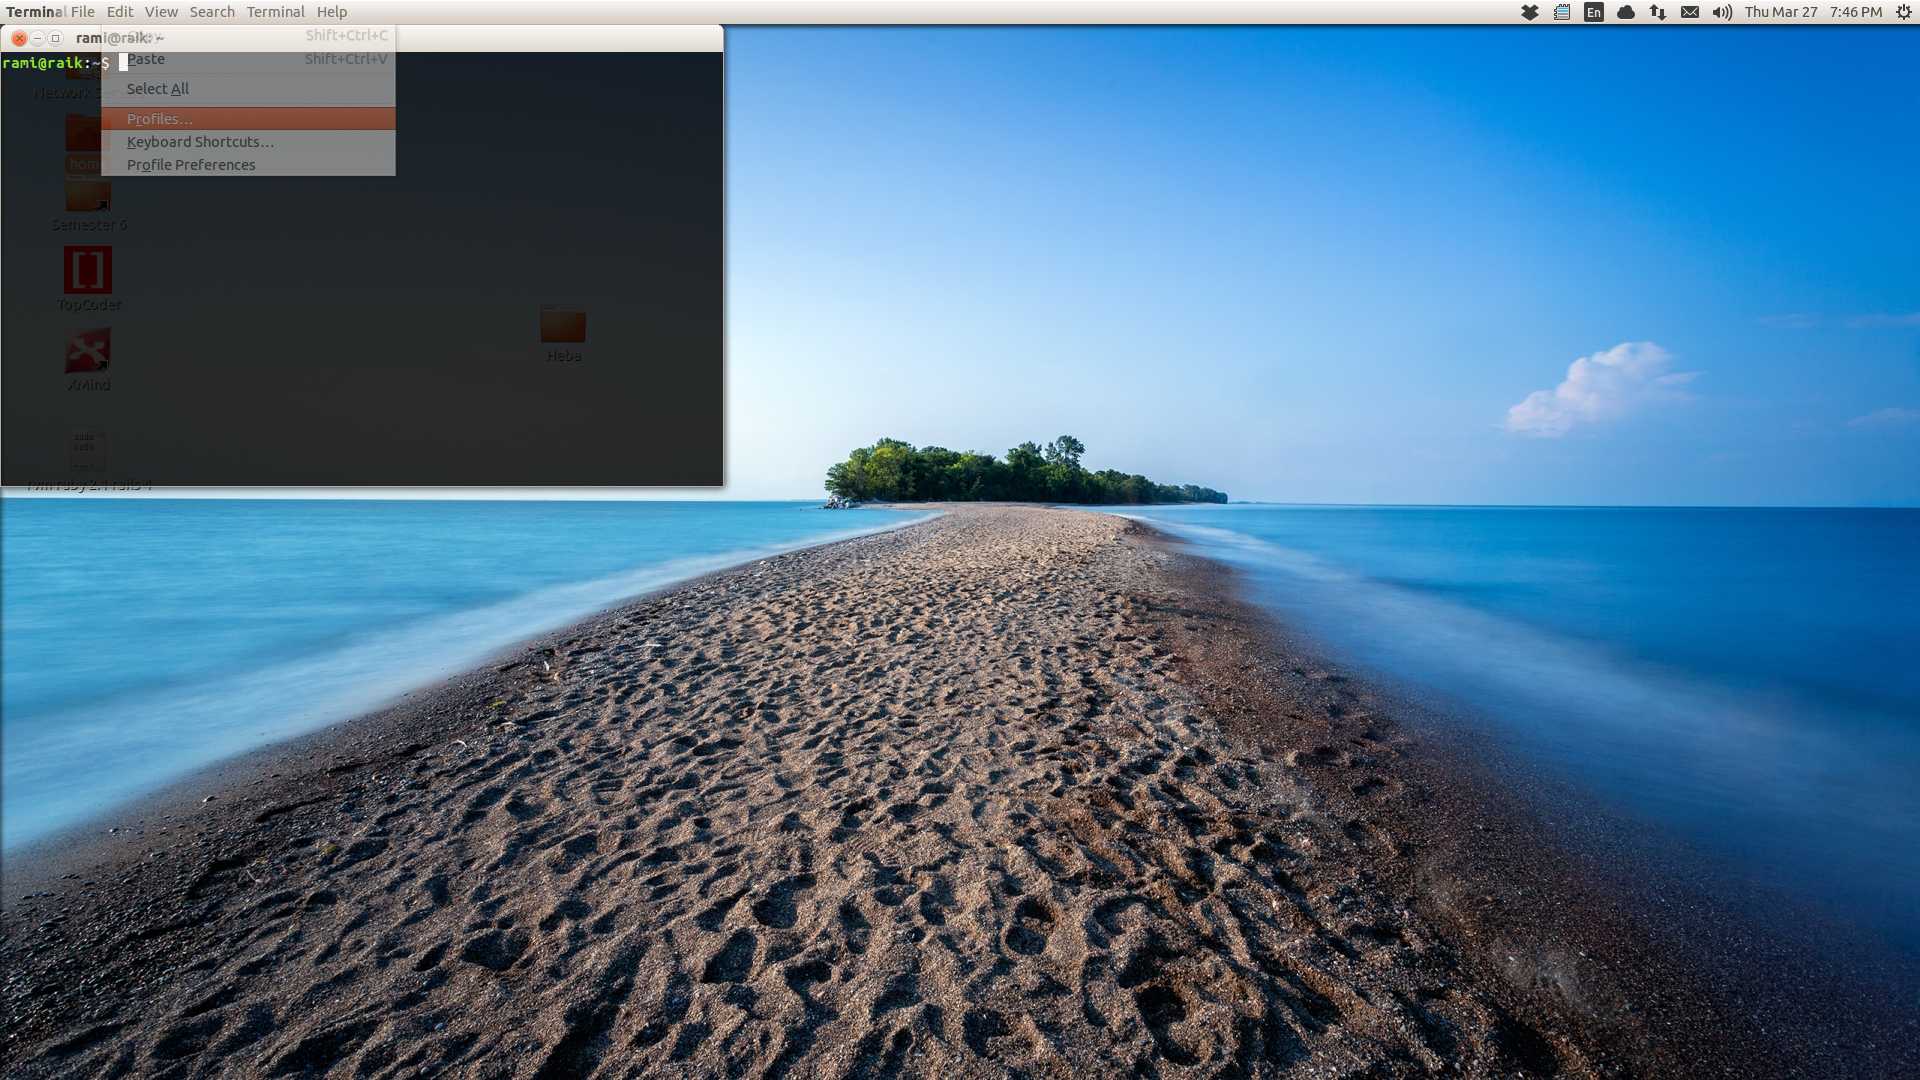 Terminal File Edit View Search Terminal Help
En Thu Mar 27 7:46 PM
rami@raik: ~
Shift+Ctrl+C
rami@raik:~$
Paste Shift+Ctrl+V
Select All
Profiles…
Keyboard Shortcuts…
Profile Preferences
Network
home
Semester 6
TopCoder
XMind
Heba